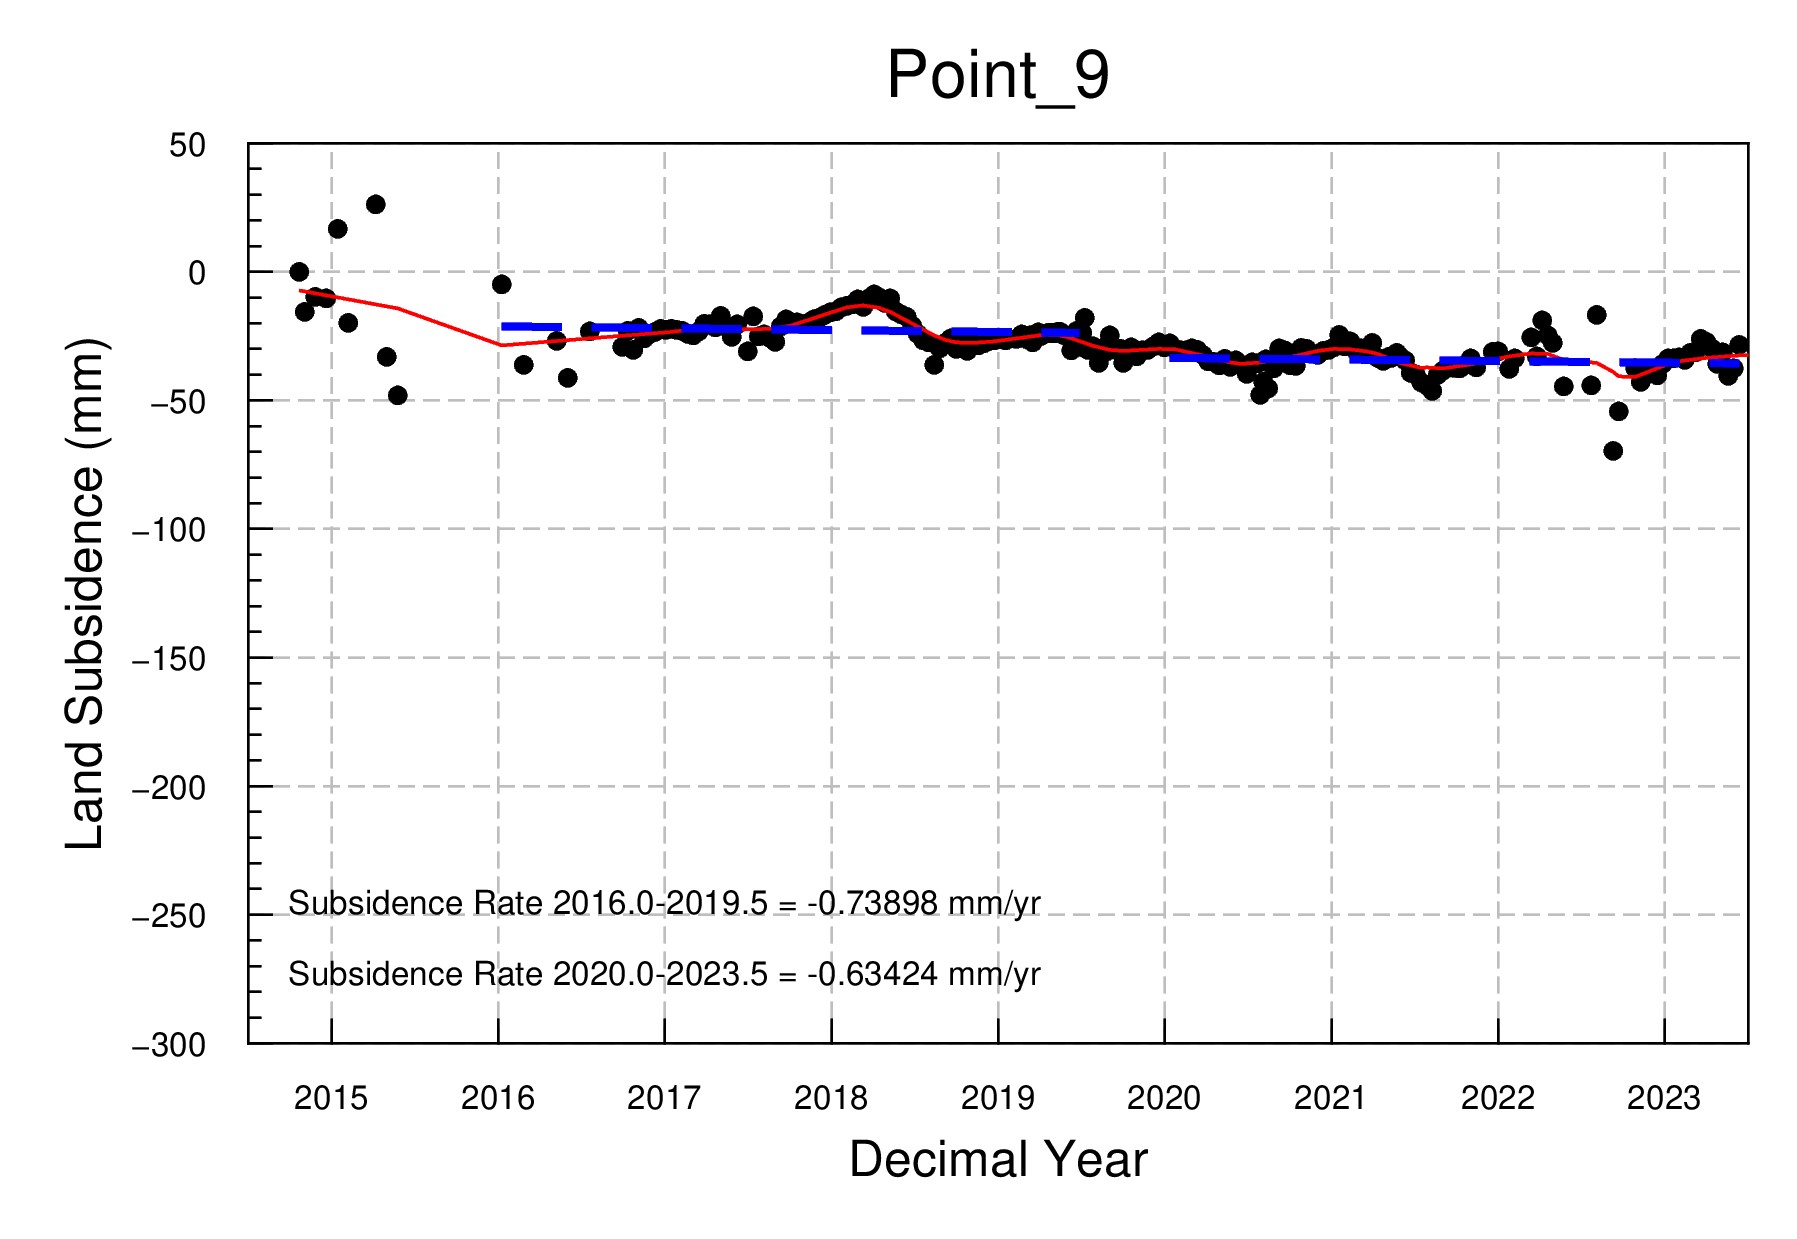 Point_9
50
0
−50
−100
−150
−200
−250
−300
Land Subsidence (mm)
Subsidence Rate 2016.0-2019.5 = -0.73898 mm/yr
Subsidence Rate 2020.0-2023.5 = -0.63424 mm/yr
2015 2016 2017 2018 2019 2020 2021 2022 2023
Decimal Year